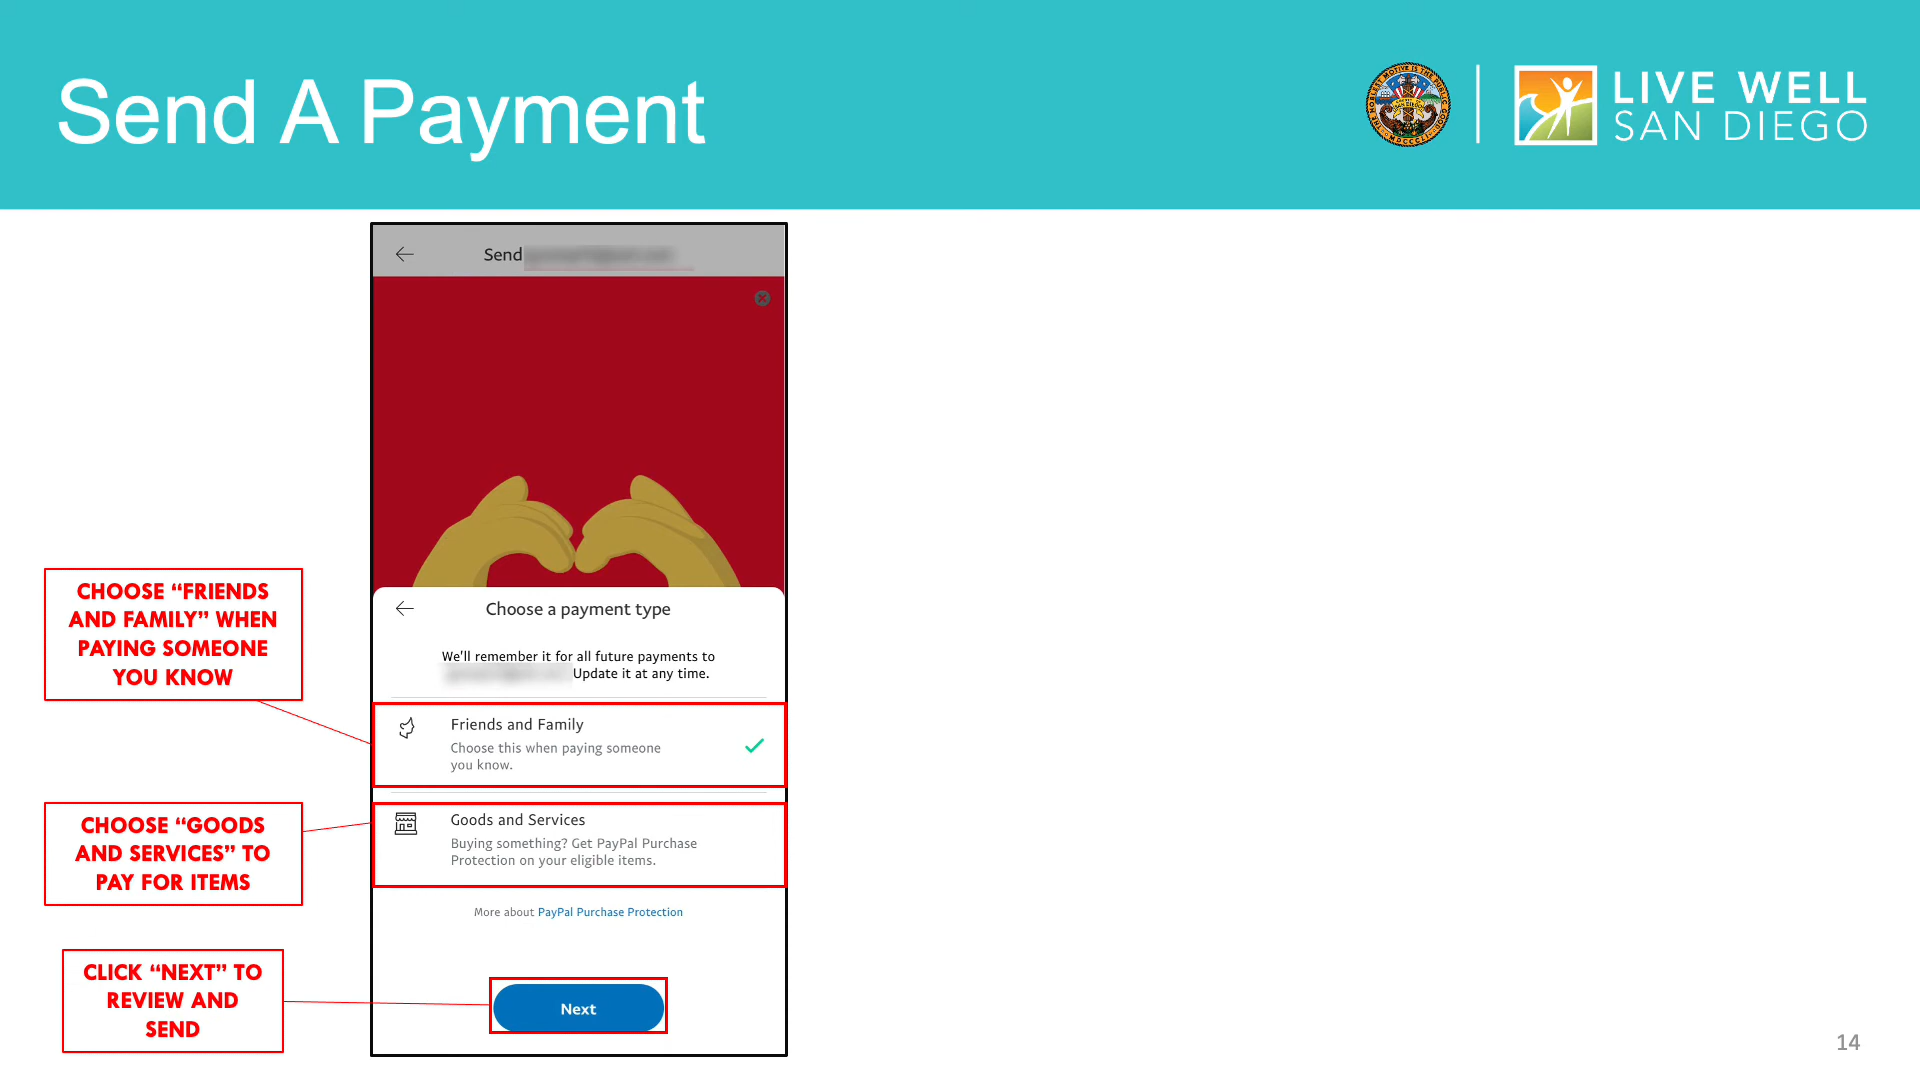 Send A Payment
LIVE WELL
SAN DIEGO
Send
CHOOSE “FRIENDS
AND FAMILY” WHEN
PAYING SOMEONE
YOU KNOW
Choose a payment type
We'll remember it for all future payments to
Update it at any time.
Friends and Family
Choose this when paying someone
you know.
CHOOSE “GOODS
AND SERVICES” TO
PAY FOR ITEMS
Goods and Services
Buying something? Get PayPal Purchase
Protection on your eligible items.
More about PayPal Purchase Protection
CLICK “NEXT” TO
REVIEW AND
SEND
Next
14